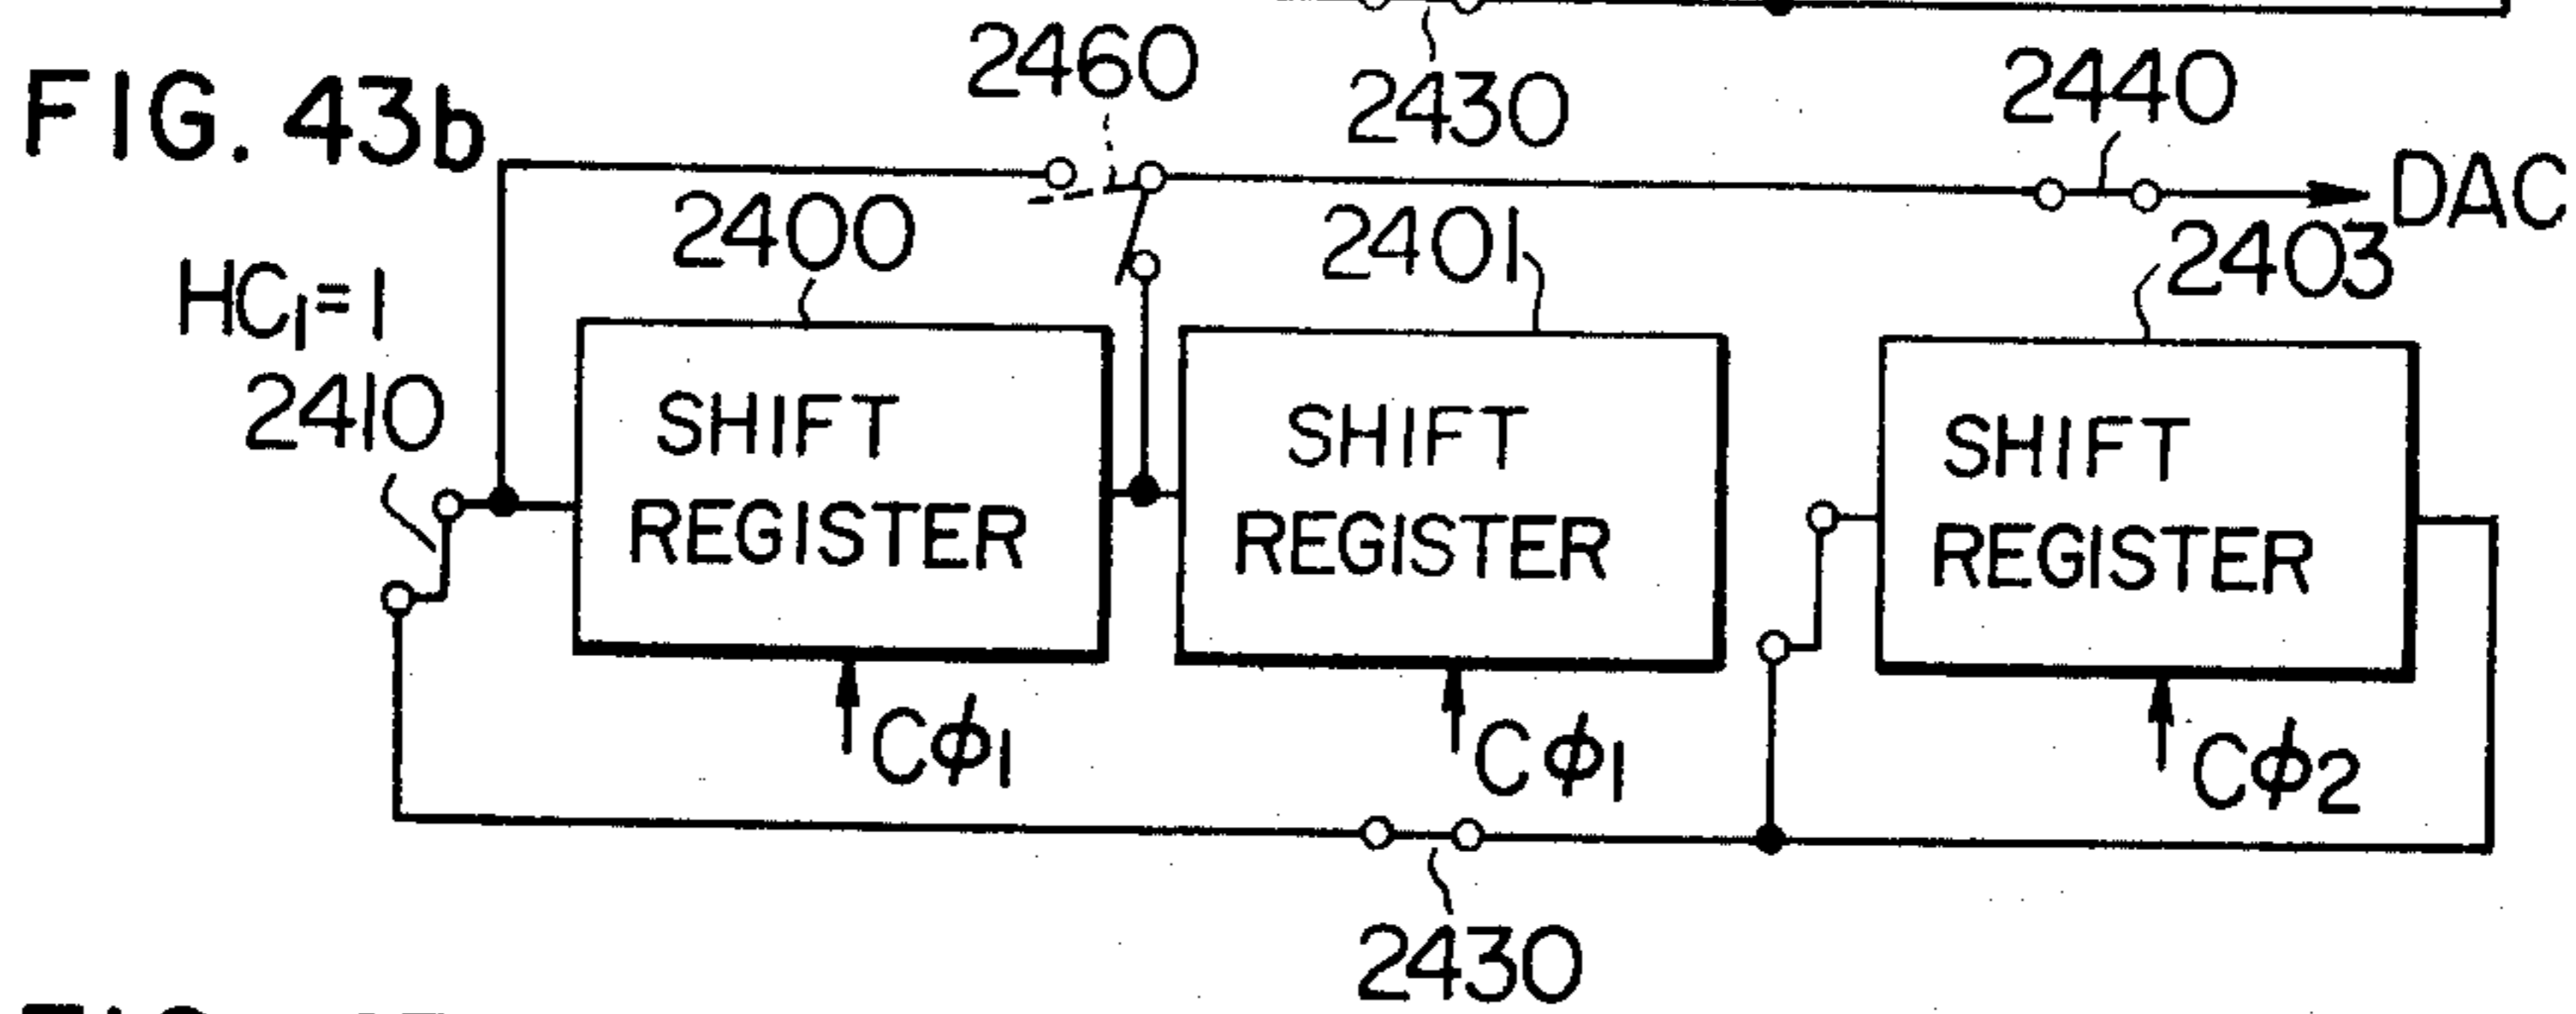 2430
FIG. 43b
2460
2440
DAC
2400
2401
2403
HC₁=1
2410
SHIFT
REGISTER
SHIFT
REGISTER
SHIFT
REGISTER
Cϕ₁
Cϕ₁
Cϕ₂
2430